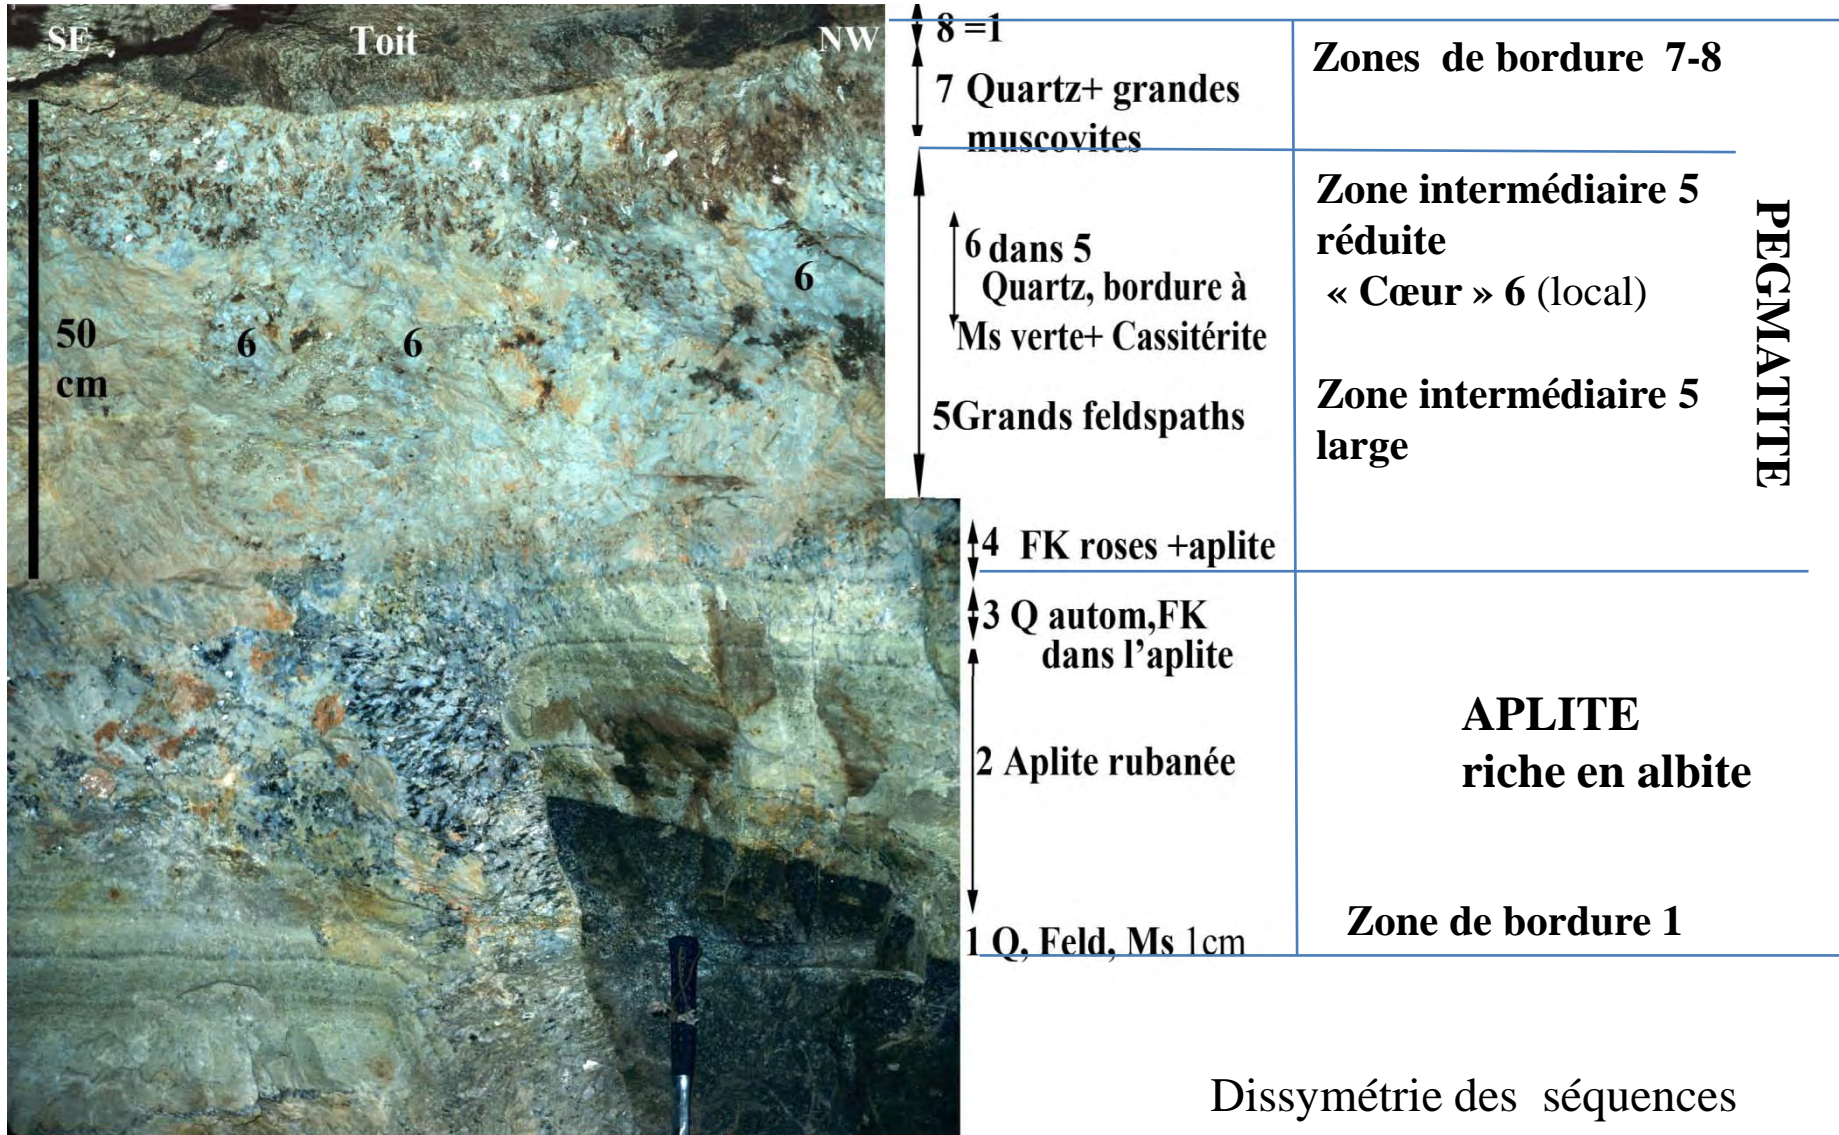 SE
Toit
NW
50
cm
6
6
6
8 =1
7 Quartz+ grandes
muscovites
6 dans 5
Quartz, bordure à
Ms verte+ Cassitérite
5Grands feldspaths
4 FK roses +aplite
3 Q autom,FK
dans l'aplite
2 Aplite rubanée
1 Q, Feld, Ms 1cm
Zones de bordure 7-8
Zone intermédiaire 5
réduite
« Cœur » 6 (local)
Zone intermédiaire 5
large
PEGMATITE
APLITE
riche en albite
Zone de bordure 1
Dissymétrie des séquences